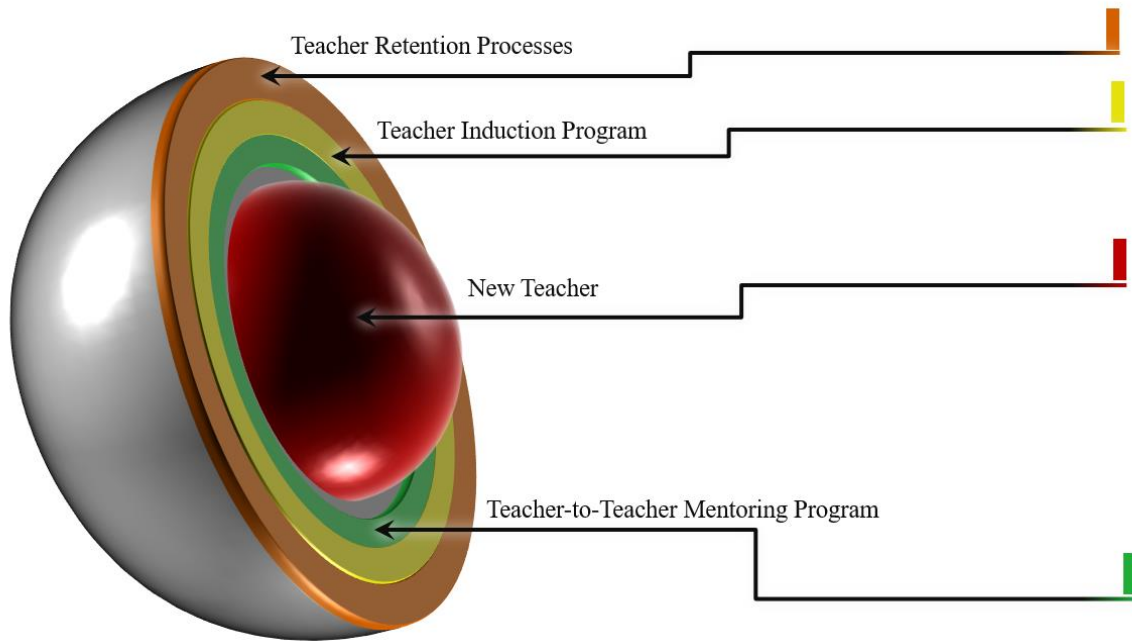 Teacher Retention Processes
Teacher Induction Program
New Teacher
Teacher-to-Teacher Mentoring Program